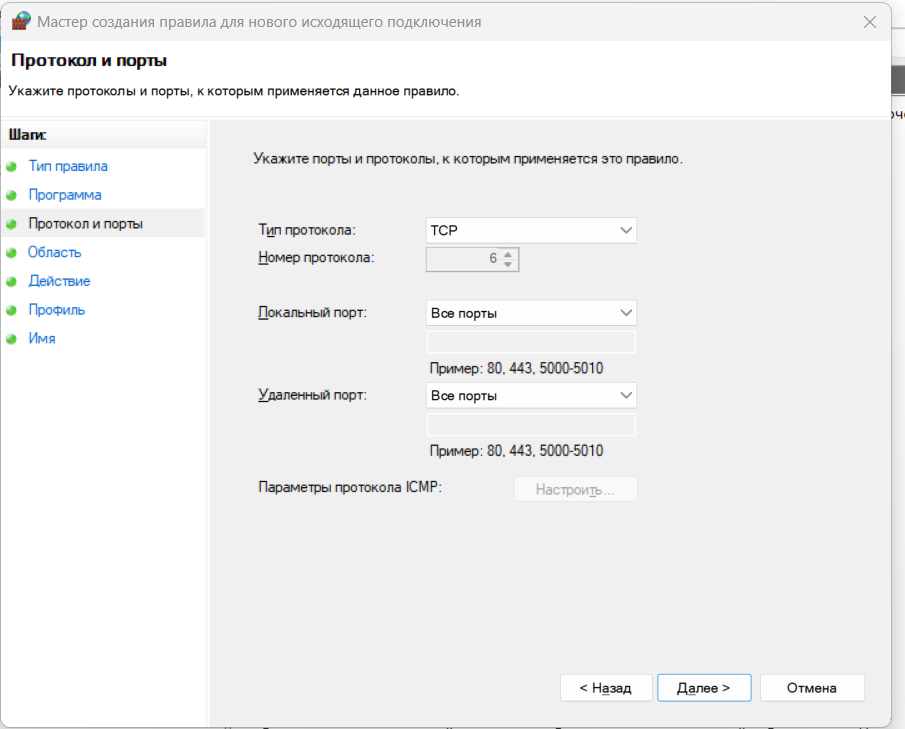 Мастер создания правила для нового исходящего подключения
Протокол и порты
Укажите протоколы и порты, к которым применяется данное правило.
Шаги:
Тип правила
Программа
Протокол и порты
Область
Действие
Профиль
Имя
Укажите порты и протоколы, к которым применяется это правило.
Тип протокола: TCP
Номер протокола: 6
Локальный порт: Все порты
Пример: 80, 443, 5000-5010
Удаленный порт: Все порты
Пример: 80, 443, 5000-5010
Параметры протокола ICMP: Настроить...
< Назад Далее > Отмена